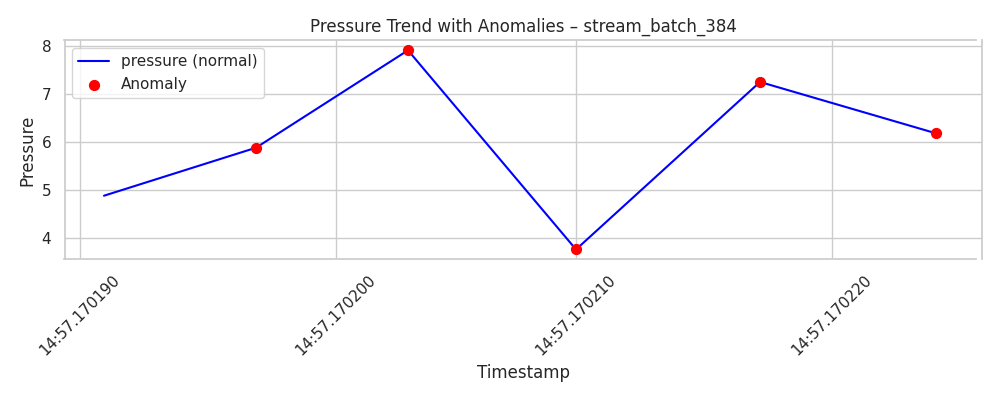 Pressure Trend with Anomalies – stream_batch_384
pressure (normal)
Anomaly
Pressure
8
7
6
5
4
14:57.170190
14:57.170200
14:57.170210
14:57.170220
Timestamp